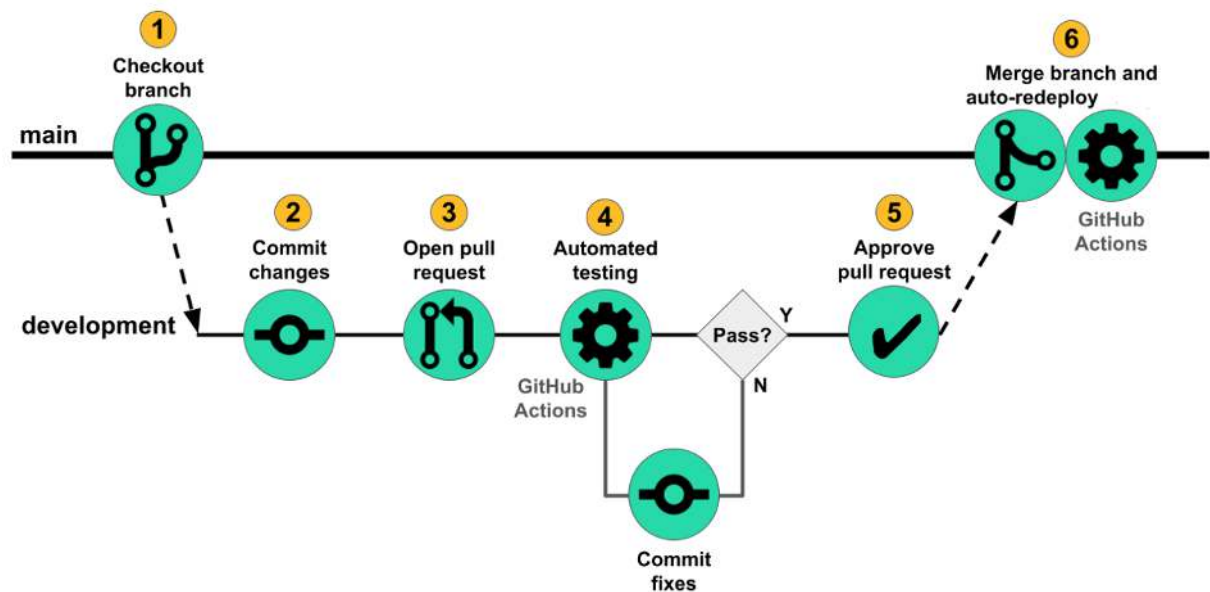 1
Checkout
branch
6
Merge branch and
auto-redeploy
main
GitHub
Actions
2
Commit
changes
3
Open pull
request
4
Automated
testing
5
Approve
pull request
development
Pass?
Y
N
GitHub
Actions
Commit
fixes